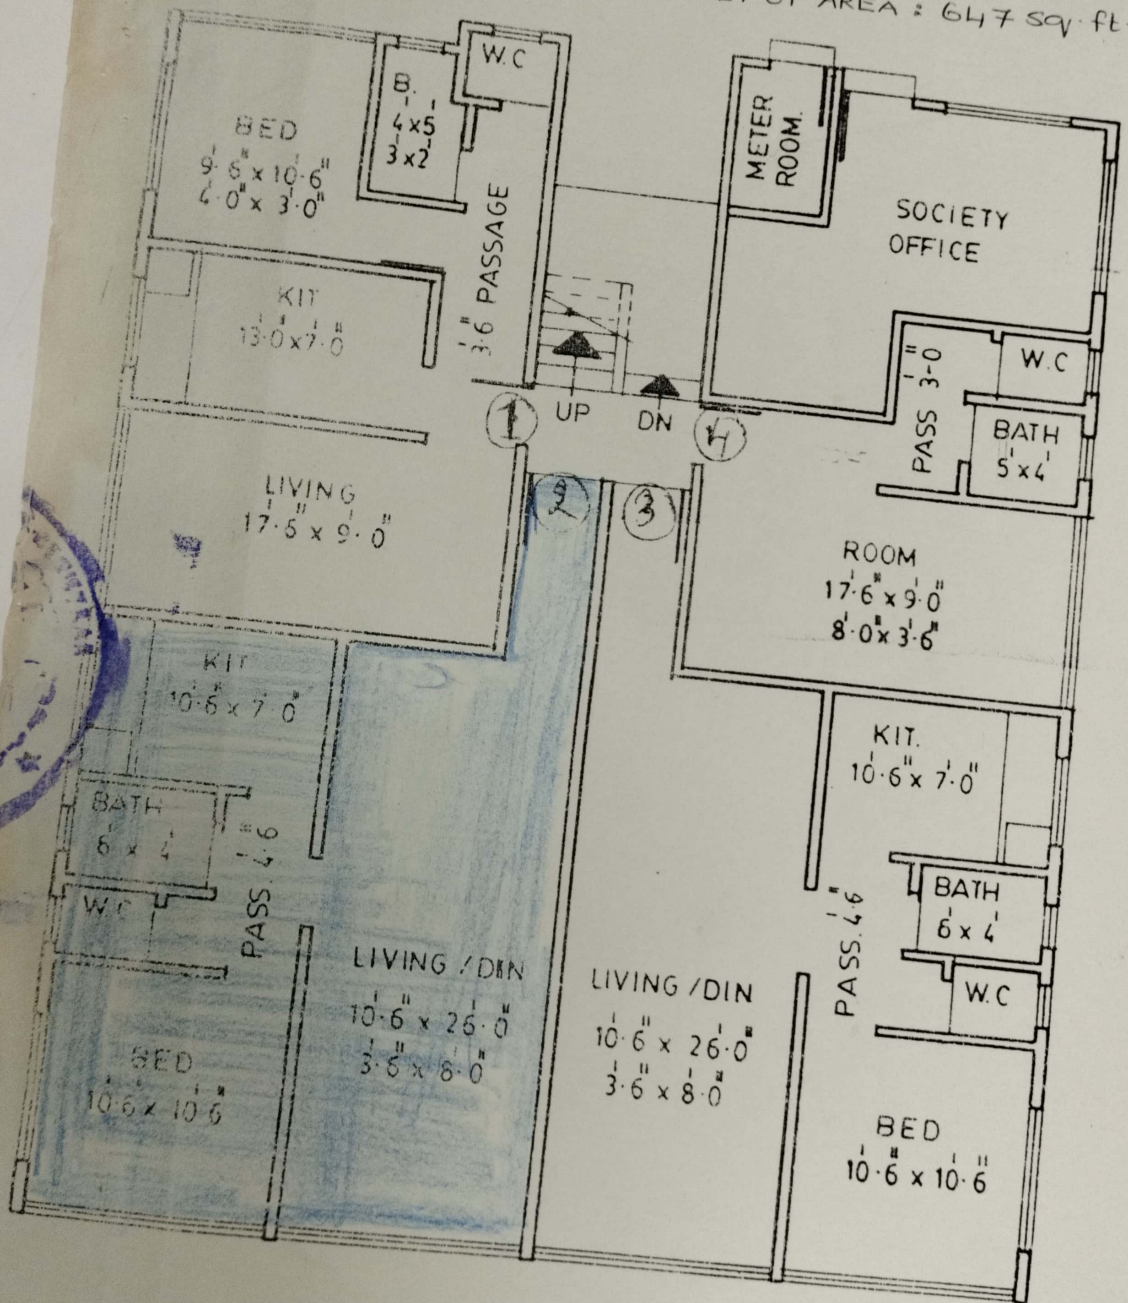 AREA : 647 sq. ft.
W.C
B.
4'x5'
3'x2'
BED
9'-6" x 10'-6"
4'-0" x 3'-0"
3'-6" PASSAGE
KIT
13'-0" x 7'-0"
METER
ROOM.
SOCIETY
OFFICE
PASS 3'-0"
W.C
BATH
5'x4'
1
UP
DN
4
2
3
LIVING
17'-6" x 9'-0"
ROOM
17'-6" x 9'-0"
8'-0" x 3'-6"
KIT
10'-6" x 7'-0"
BATH
6' x 4'
W.C
PASS. 4'-6"
LIVING / DIN
10'-6" x 26'-0"
3'-6" x 8'-0"
BED
10'-6" x 10'-6"
LIVING / DIN
10'-6" x 26'-0"
3'-6" x 8'-0"
KIT.
10'-6" x 7'-0"
BATH
6' x 4'
W.C
PASS. 4'-6"
BED
10'-6" x 10'-6"